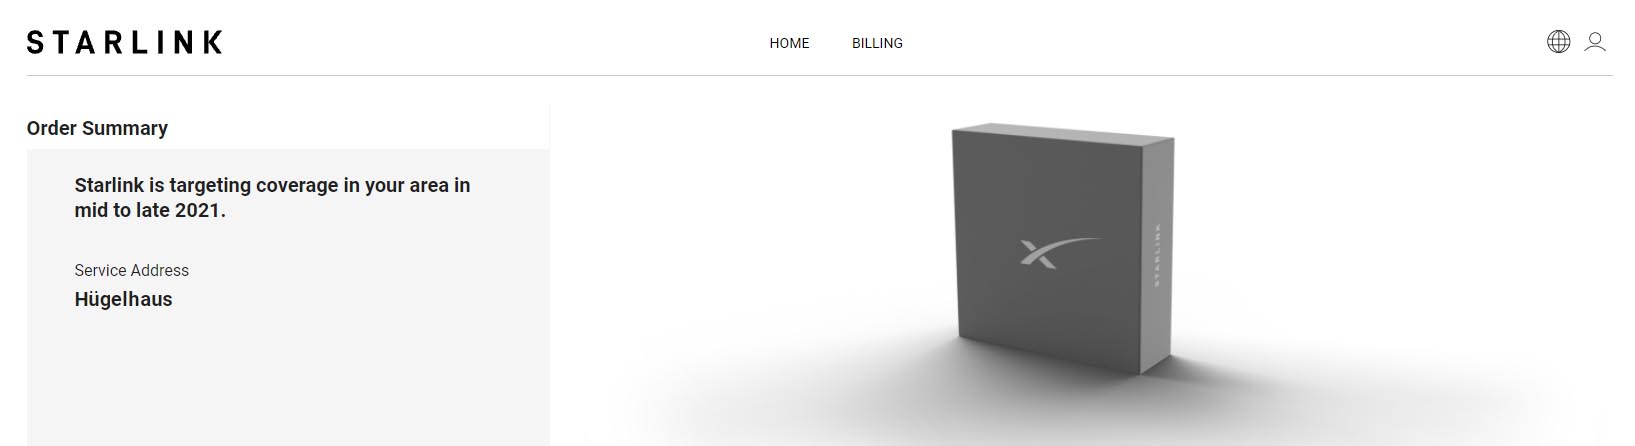 STARLINK
HOME
BILLING
Order Summary
Starlink is targeting coverage in your area in
mid to late 2021.
Service Address
Hügelhaus
STARLINK